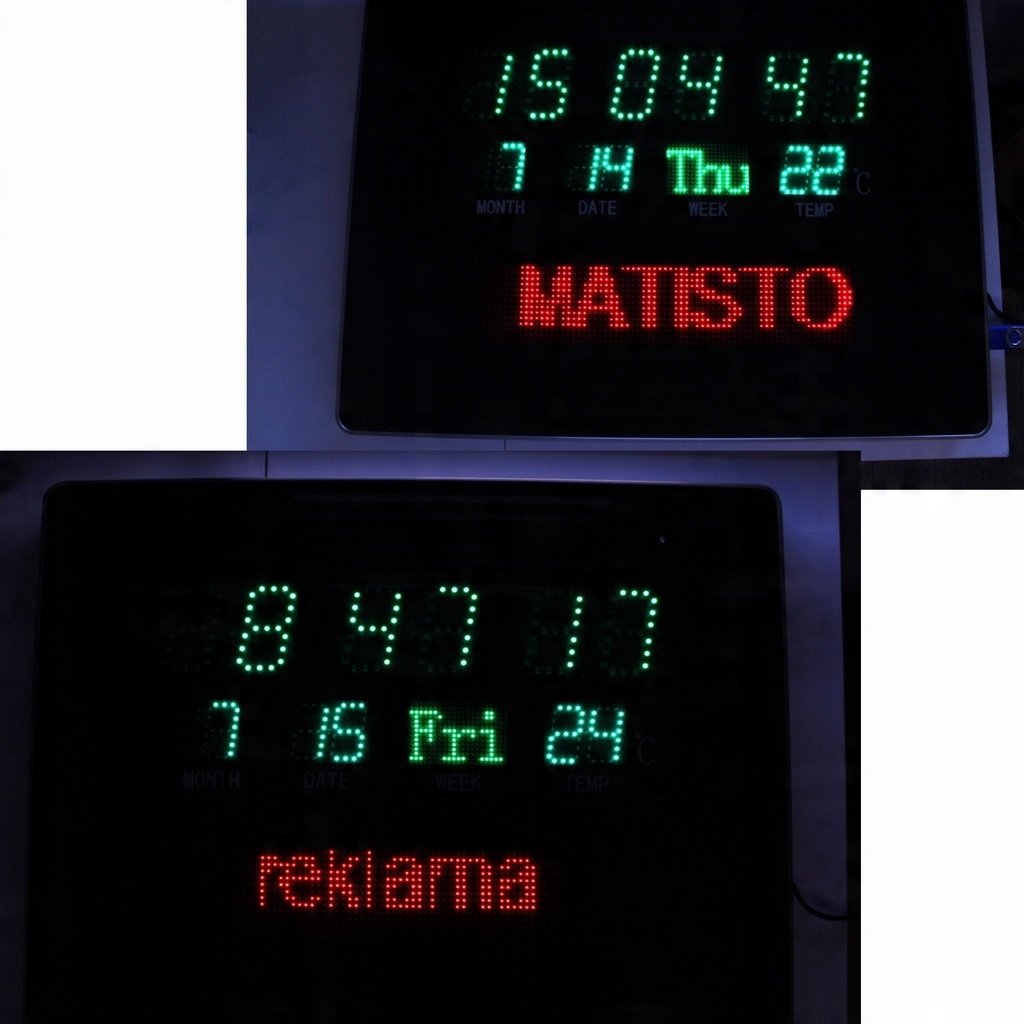 15 04 47
7 14 Thu 22 °C
MONTH DATE WEEK TEMP
MATISTO
8 47 17
7 15 Fri 24 °C
MONTH DATE WEEK TEMP
reklama